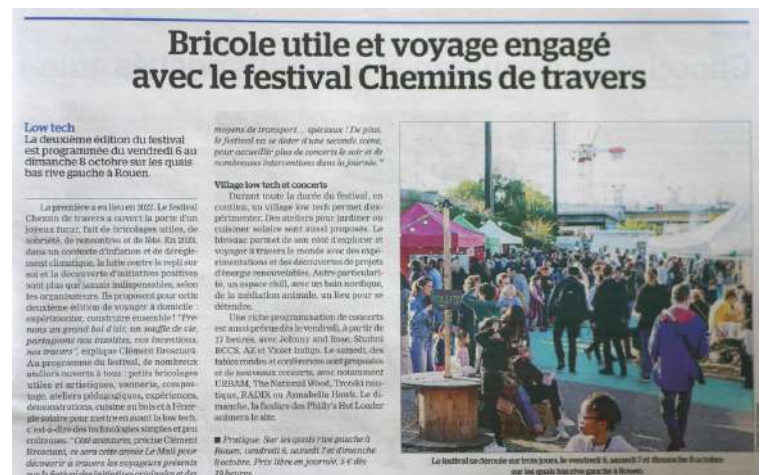 Bricole utile et voyage engagé
avec le festival Chemins de travers
Low tech
La deuxième édition du festival
est programmée du vendredi 6 au
dimanche 8 octobre sur les quais
bas rive gauche à Rouen.
La première a eu lieu en 2022. Le festival
Chemin de travers a ouvert la porte d'un
joyeux futur, fait de bricolages utiles, de
sobriété, de rencontres et de fête. En 2023,
dans un contexte d'inflation et de dérègle-
ment climatique, la lutte contre le repli sur
soi et la découverte d'initiatives positives
sont plus que jamais indispensables, selon
les organisateurs. Ils proposent pour cette
deuxième édition de voyager à domicile :
expérimenter, construire ensemble ! "Pre-
nons un grand bol d'air, un souffle de vie,
partageons nos insolites, nos inventions,
nos travers", explique Clément Brosciani.
Au programme du festival, de nombreux
ateliers ouverts à tous : petits bricolages
utiles et artistiques, vannerie, compos-
tage, ateliers pédagogiques, expériences,
démonstrations, cuisine au bois et à l'éner-
gie solaire pour mettre en avant la low tech,
c'est-à-dire des technologies simples et peu
coûteuses. "Côté aventures, précise Clément
Brosciani, ce sera cette année Le Mali pour
découvrir à travers les voyageurs présents
moyens de transport... spéciaux ! De plus,
le festival va se doter d'une seconde scène,
pour accueillir plus de concerts le soir et de
nombreuses interventions dans la journée."
Village low tech et concerts
Durant toute la durée du festival, en
continu, un village low tech permet d'ex-
périmenter. Des ateliers pour jardiner ou
cuisiner solaire sont aussi proposés. Le
bivouac permet de son côté d'explorer et
voyager à travers le monde avec des expé-
rimentations et des découvertes de projets
d'énergie renouvelables. Autre particulari-
té, un espace chill, avec un bain nordique,
de la médiation animale, un lieu pour se
détendre.
Une riche programmation de concerts
est aussi prévue dès le vendredi, à partir de
17 heures, avec Johnny and Rose, Shulini
BCCS, AZ et Violet Indigo. Le samedi, des
tables rondes et conférences sont proposées
et de nouveaux concerts, avec notamment
URBAM, The National Wood, Trotski nau-
tique, RADIX ou Annabella Hawk. Le di-
manche, la fanfare des Philly's Hot Loader
animera le site.
■ Pratique. Sur les quais rive gauche à
Rouen, vendredi 6, samedi 7 et dimanche
8 octobre. Prix libre en journée, 5 € dès
19 heures.
Le festival se déroule sur trois jours, le vendredi 6, samedi 7 et dimanche 8 octobre
sur les quais bas rive gauche à Rouen.